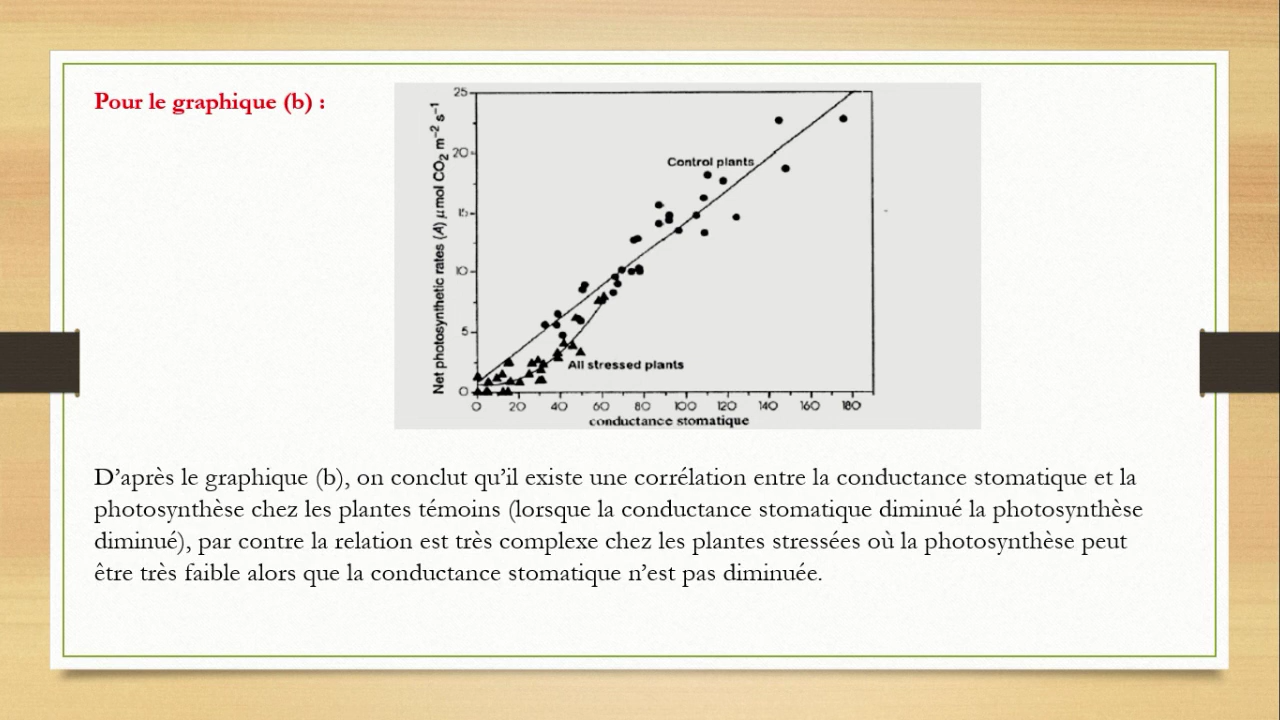 Pour le graphique (b) :
25
20
15
10
5
0
Net photosynthetic rates (A) µmol CO₂ m⁻² s⁻¹
Control plants
All stressed plants
0 20 40 60 80 100 120 140 160 180
conductance stomatique
D’après le graphique (b), on conclut qu’il existe une corrélation entre la conductance stomatique et la
photosynthèse chez les plantes témoins (lorsque la conductance stomatique diminué la photosynthèse
diminué), par contre la relation est très complexe chez les plantes stressées où la photosynthèse peut
être très faible alors que la conductance stomatique n’est pas diminuée.